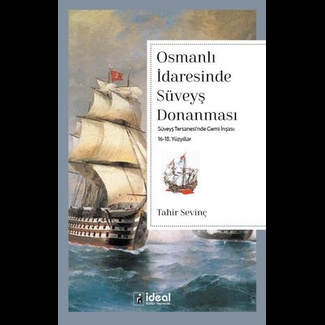 Osmanlı
İdaresinde
Süveyş
Donanması
Süveyş Tersanesi'nde Gemi İnşası
16-18. Yüzyıllar
Tahir Sevinç
ideal